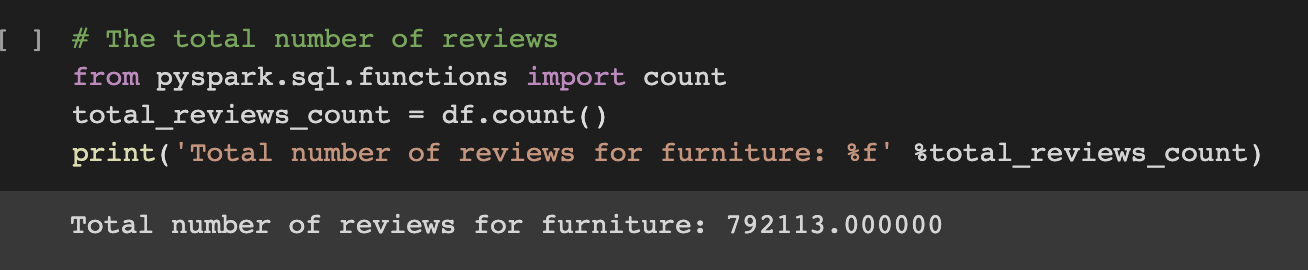 [ ] # The total number of reviews
from pyspark.sql.functions import count
total_reviews_count = df.count()
print('Total number of reviews for furniture: %f' %total_reviews_count)
Total number of reviews for furniture: 792113.000000